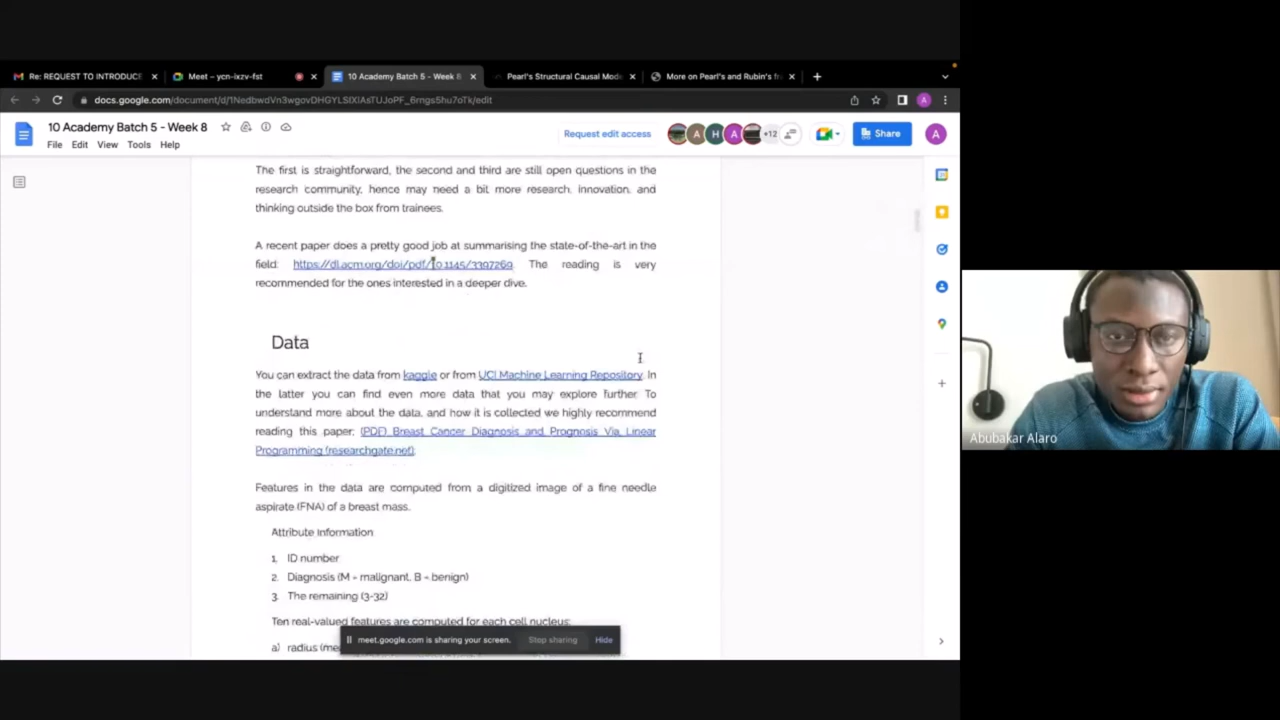 Re: REQUEST TO INTRODUCE
Meet – ycn-ixzv-fst
10 Academy Batch 5 - Week 8
Pearl's Structural Causal Mode
More on Pearl's and Rubin's fr
docs.google.com/document/d/1NedbwdVn3wgovDHGYLSlXlAsTUJoPF_6rngs5hu7oTk/edit
10 Academy Batch 5 - Week 8
File Edit View Tools Help
Request edit access
+12
Share
The first is straightforward, the second and third are still open questions in the
research community, hence may need a bit more research, innovation, and
thinking outside the box from trainees.
A recent paper does a pretty good job at summarising the state-of-the-art in the
field: https://dl.acm.org/doi/pdf/10.1145/3397269 The reading is very
recommended for the ones interested in a deeper dive.
Data
You can extract the data from kaggle or from UCI Machine Learning Repository. In
the latter you can find even more data that you may explore further. To
understand more about the data, and how it is collected we highly recommend
reading this paper: (PDF) Breast Cancer Diagnosis and Prognosis Via Linear
Programming (researchgate.net).
Features in the data are computed from a digitized image of a fine needle
aspirate (FNA) of a breast mass.
Attribute Information
1. ID number
2. Diagnosis (M = malignant, B = benign)
3. The remaining (3-32)
Ten real-valued features are computed for each cell nucleus:
a) radius (me
meet.google.com is sharing your screen. Stop sharing Hide
Abubakar Alaro